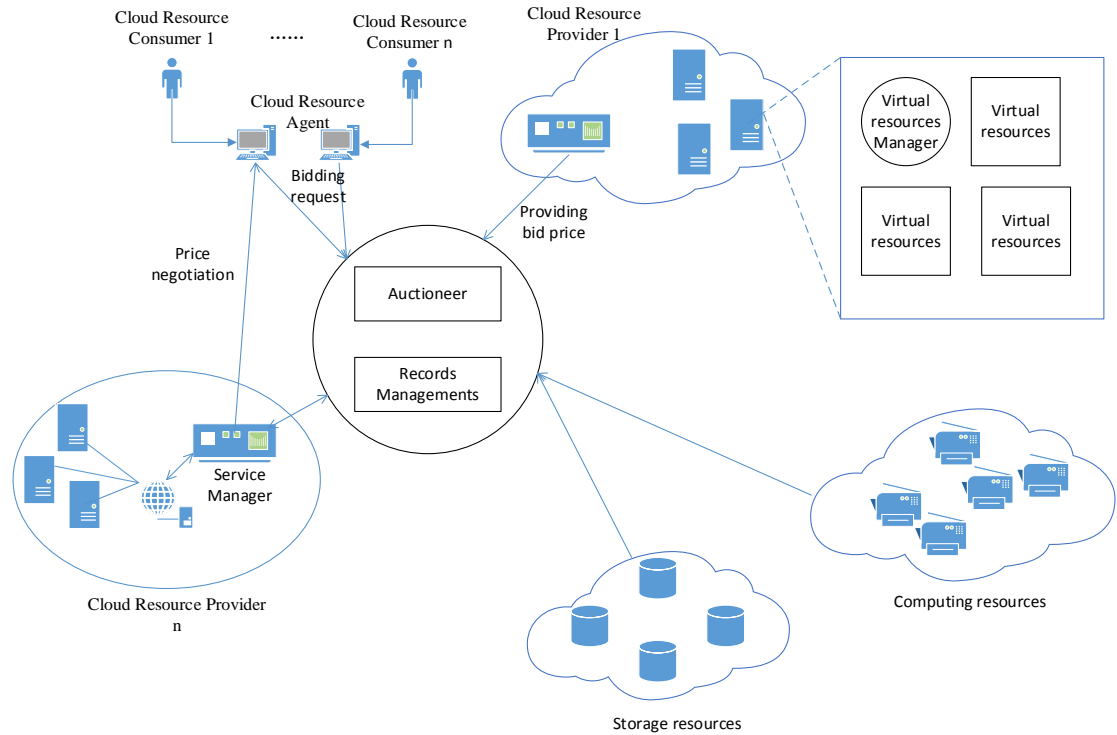 Cloud Resource
Consumer 1
......
Cloud Resource
Consumer n
Cloud Resource
Provider 1
Cloud Resource
Agent
Virtual
resources
Manager
Virtual
resources
Bidding
request
Providing
bid price
Virtual
resources
Virtual
resources
Price
negotiation
Auctioneer
Records
Managements
Service
Manager
Cloud Resource Provider
n
Computing resources
Storage resources